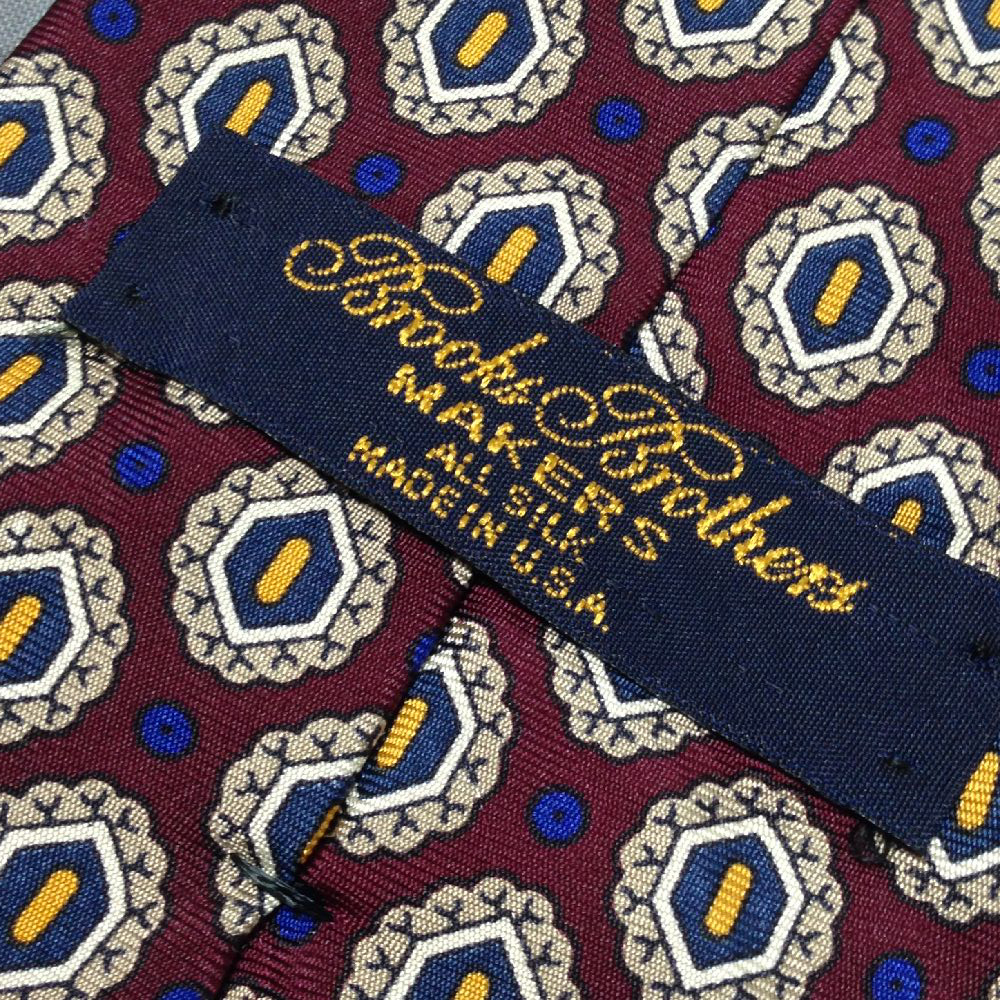 Brooks Brothers
MAKERS
ALL SILK
MADE IN U.S.A.